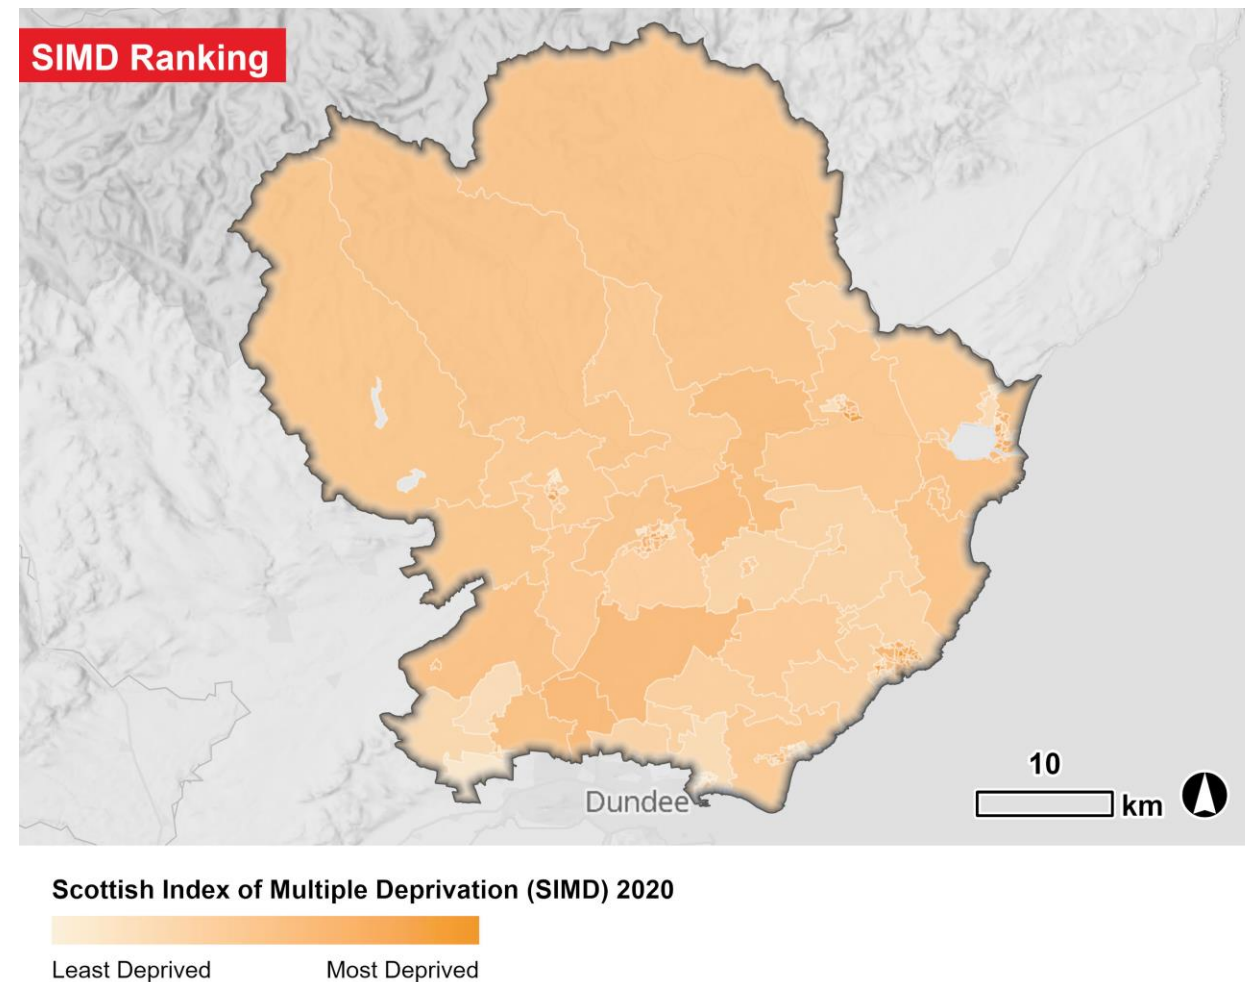 SIMD Ranking
Dundee
10
km
Scottish Index of Multiple Deprivation (SIMD) 2020
Least Deprived
Most Deprived